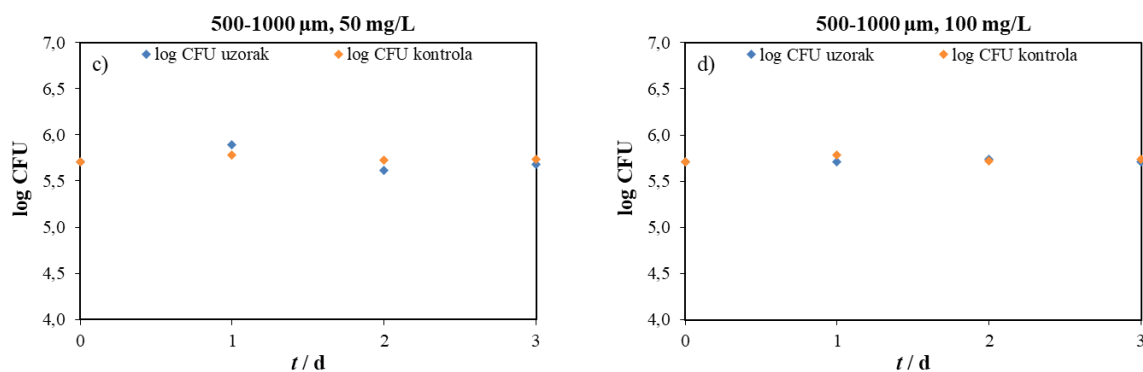 500-1000 µm, 50 mg/L
7,0
log CFU uzorak log CFU kontrola
c)
6,5
6,0
5,5
5,0
4,5
4,0
log CFU
0 1 2 3
t / d
500-1000 µm, 100 mg/L
7,0
log CFU uzorak log CFU kontrola
d)
6,5
6,0
5,5
5,0
4,5
4,0
log CFU
0 1 2 3
t / d